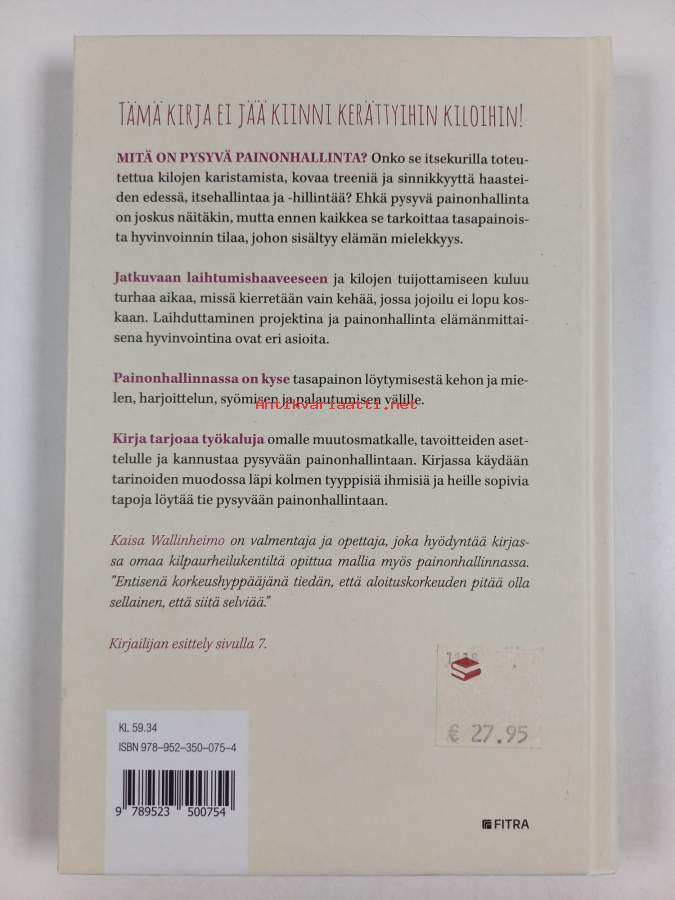 TÄMÄ KIRJA EI JÄÄ KIINNI KERÄTTYIHIN KILOIHIN!
MITÄ ON PYSYVÄ PAINONHALLINTA? Onko se itsekurilla toteu-
tettua kilojen karistamista, kovaa treeniä ja sinnikkyyttä haastei-
den edessä, itsehallintaa ja -hillintää? Ehkä pysyvä painonhallinta
on joskus näitäkin, mutta ennen kaikkea se tarkoittaa tasapainois-
ta hyvinvoinnin tilaa, johon sisältyy elämän mielekkyys.
Jatkuvaan laihtumishaaveeseen ja kilojen tuijottamiseen kuluu
turhaa aikaa, missä kierretään vain kehää, jossa jojoilu ei lopu kos-
kaan. Laihduttaminen projektina ja painonhallinta elämänmittai-
sena hyvinvointina ovat eri asioita.
Painonhallinnassa on kyse tasapainon löytymisestä kehon ja mie-
len, harjoittelun, syömisen ja palautumisen välille.
Antikvariaatti.net
Kirja tarjoaa työkaluja omalle muutosmatkalle, tavoitteiden aset-
telulle ja kannustaa pysyvään painonhallintaan. Kirjassa käydään
tarinoiden muodossa läpi kolmen tyyppisiä ihmisiä ja heille sopivia
tapoja löytää tie pysyvään painonhallintaan.
Kaisa Wallinheimo on valmentaja ja opettaja, joka hyödyntää kirjas-
sa omaa kilpaurheilukentiltä opittua mallia myös painonhallinnassa.
"Entisenä korkeushyppääjänä tiedän, että aloituskorkeuden pitää olla
sellainen, että siitä selviää."
Kirjailijan esittely sivulla 7.
€ 27.95
KL 59.34
ISBN 978-952-350-075-4
9 789523 500754
FITRA